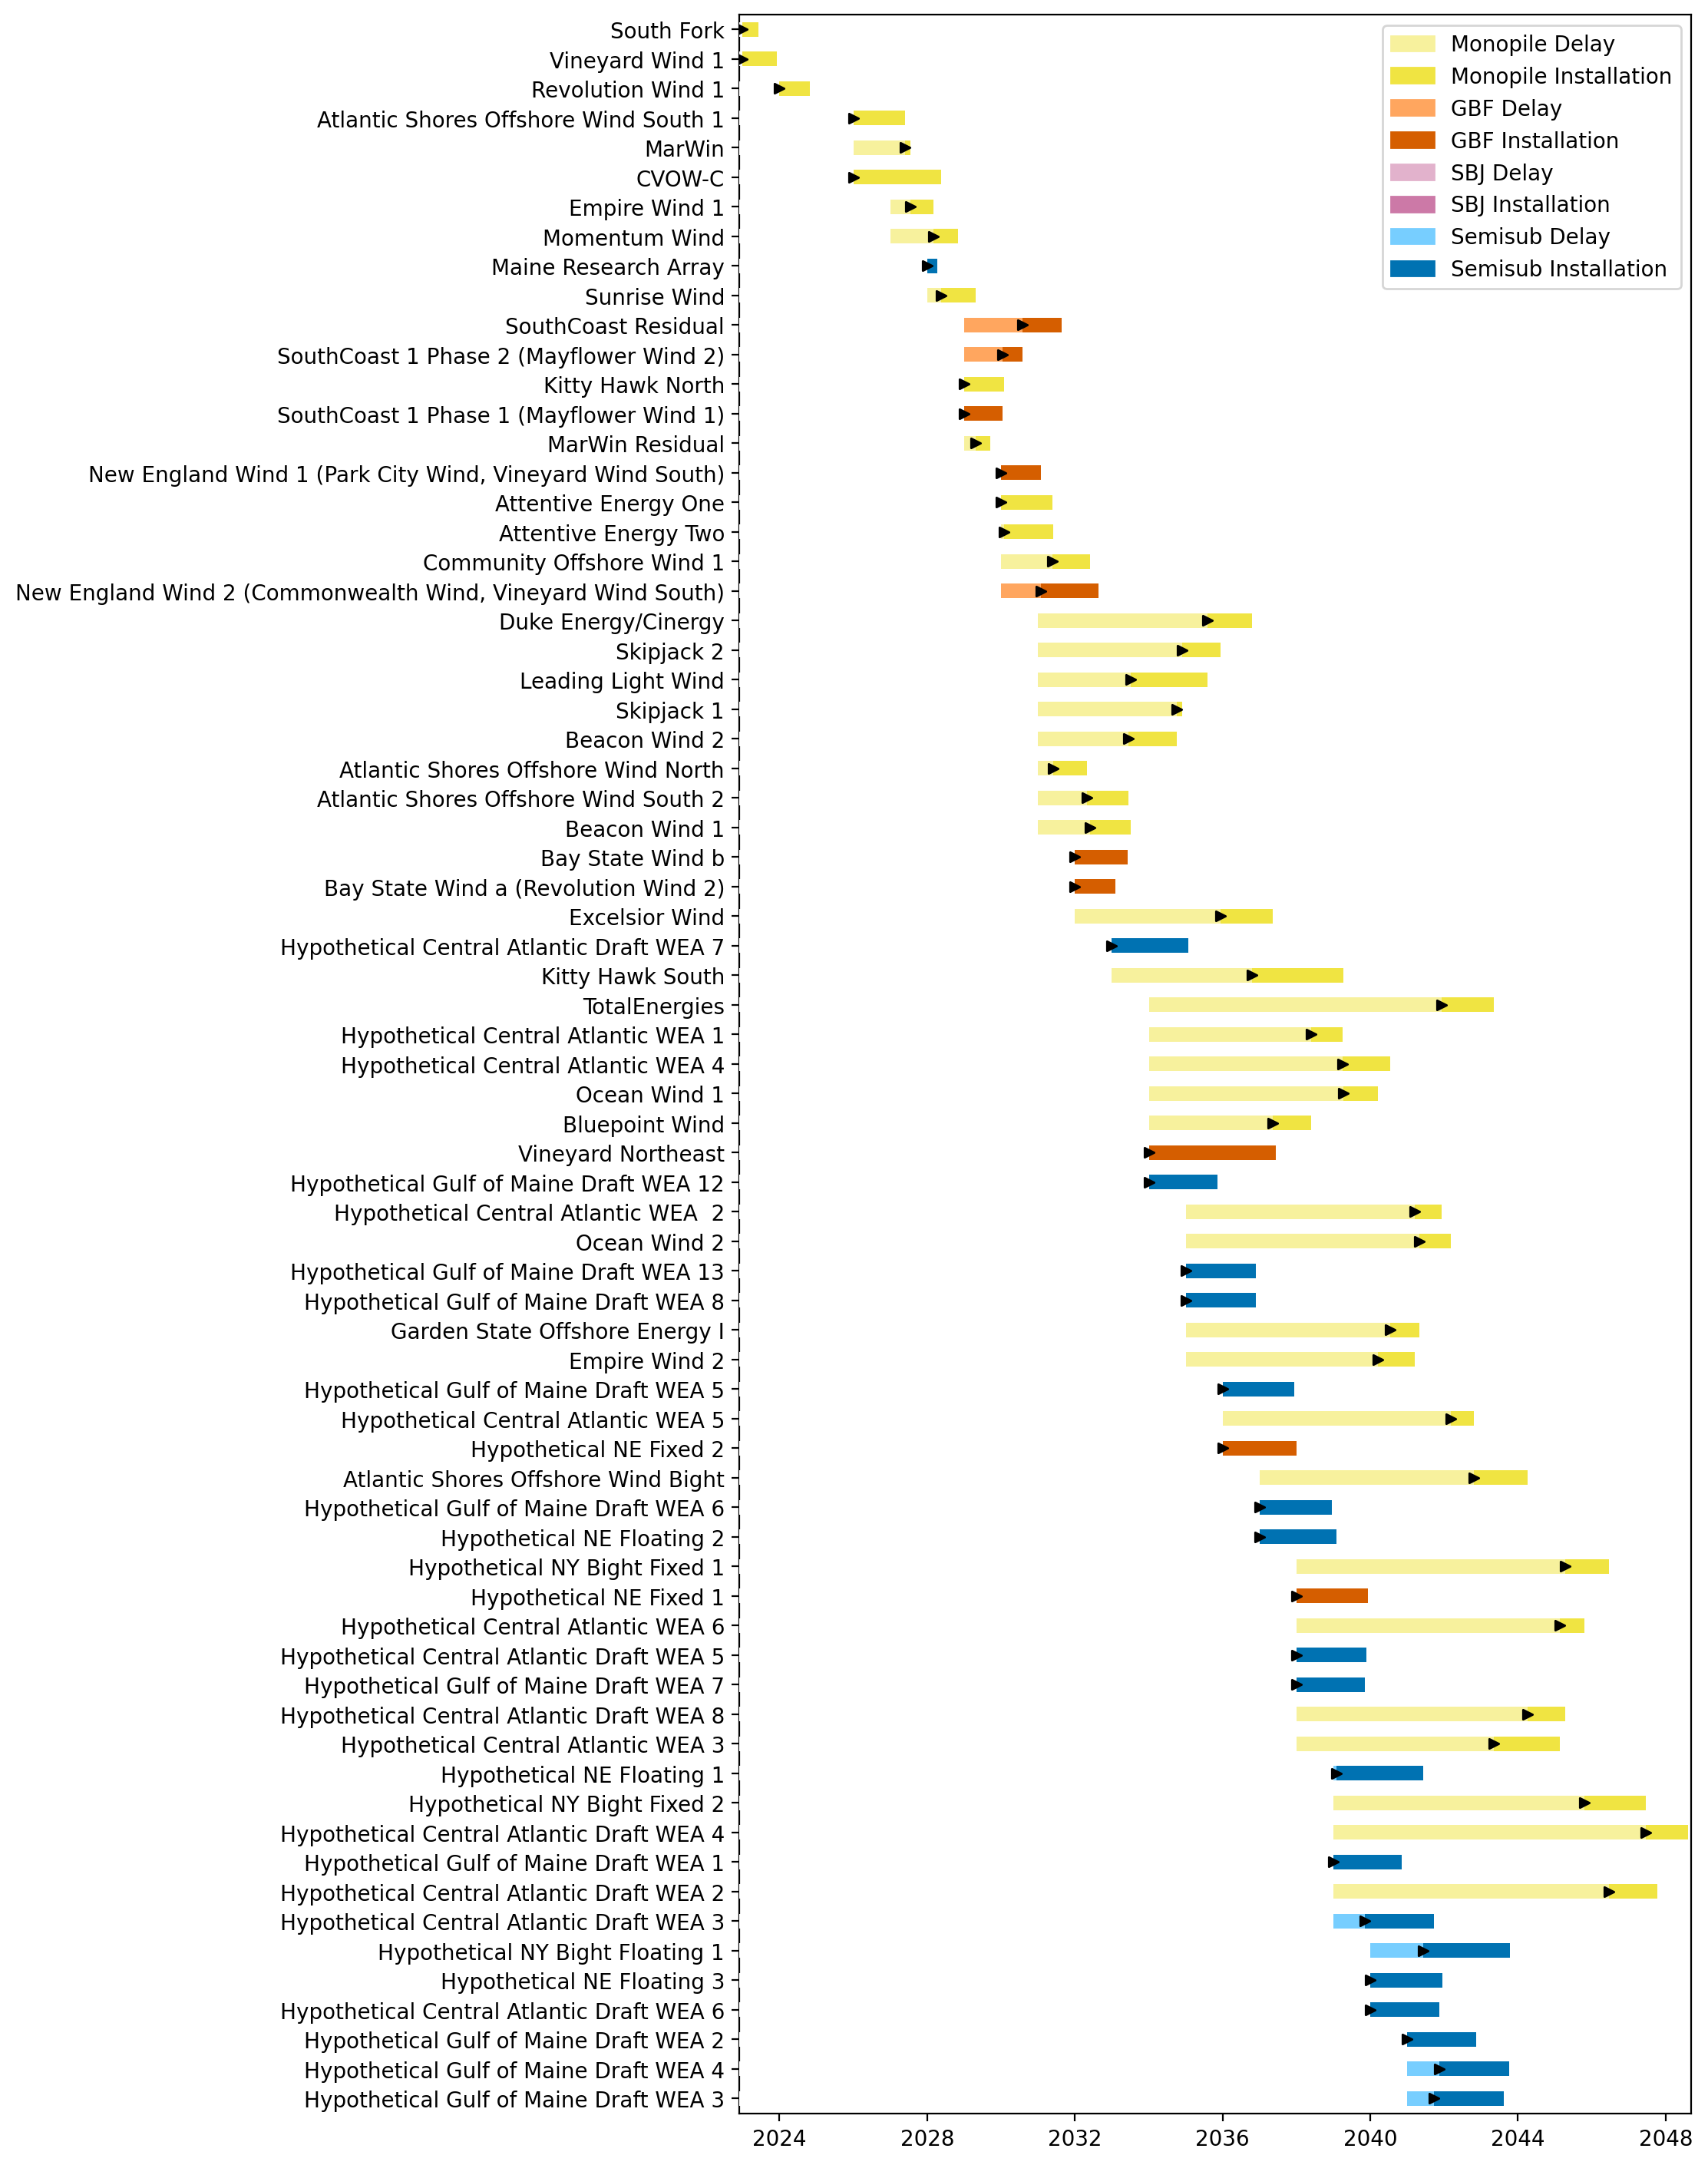 South Fork
Vineyard Wind 1
Revolution Wind 1
Atlantic Shores Offshore Wind South 1
MarWin
CVOW-C
Empire Wind 1
Momentum Wind
Maine Research Array
Sunrise Wind
SouthCoast Residual
SouthCoast 1 Phase 2 (Mayflower Wind 2)
Kitty Hawk North
SouthCoast 1 Phase 1 (Mayflower Wind 1)
MarWin Residual
New England Wind 1 (Park City Wind, Vineyard Wind South)
Attentive Energy One
Attentive Energy Two
Community Offshore Wind 1
New England Wind 2 (Commonwealth Wind, Vineyard Wind South)
Duke Energy/Cinergy
Skipjack 2
Leading Light Wind
Skipjack 1
Beacon Wind 2
Atlantic Shores Offshore Wind North
Atlantic Shores Offshore Wind South 2
Beacon Wind 1
Bay State Wind b
Bay State Wind a (Revolution Wind 2)
Excelsior Wind
Hypothetical Central Atlantic Draft WEA 7
Kitty Hawk South
TotalEnergies
Hypothetical Central Atlantic WEA 1
Hypothetical Central Atlantic WEA 4
Ocean Wind 1
Bluepoint Wind
Vineyard Northeast
Hypothetical Gulf of Maine Draft WEA 12
Hypothetical Central Atlantic WEA  2
Ocean Wind 2
Hypothetical Gulf of Maine Draft WEA 13
Hypothetical Gulf of Maine Draft WEA 8
Garden State Offshore Energy I
Empire Wind 2
Hypothetical Gulf of Maine Draft WEA 5
Hypothetical Central Atlantic WEA 5
Hypothetical NE Fixed 2
Atlantic Shores Offshore Wind Bight
Hypothetical Gulf of Maine Draft WEA 6
Hypothetical NE Floating 2
Hypothetical NY Bight Fixed 1
Hypothetical NE Fixed 1
Hypothetical Central Atlantic WEA 6
Hypothetical Central Atlantic Draft WEA 5
Hypothetical Gulf of Maine Draft WEA 7
Hypothetical Central Atlantic Draft WEA 8
Hypothetical Central Atlantic WEA 3
Hypothetical NE Floating 1
Hypothetical NY Bight Fixed 2
Hypothetical Central Atlantic Draft WEA 4
Hypothetical Gulf of Maine Draft WEA 1
Hypothetical Central Atlantic Draft WEA 2
Hypothetical Central Atlantic Draft WEA 3
Hypothetical NY Bight Floating 1
Hypothetical NE Floating 3
Hypothetical Central Atlantic Draft WEA 6
Hypothetical Gulf of Maine Draft WEA 2
Hypothetical Gulf of Maine Draft WEA 4
Hypothetical Gulf of Maine Draft WEA 3
Monopile Delay
Monopile Installation
GBF Delay
GBF Installation
SBJ Delay
SBJ Installation
Semisub Delay
Semisub Installation
2024 2028 2032 2036 2040 2044 2048